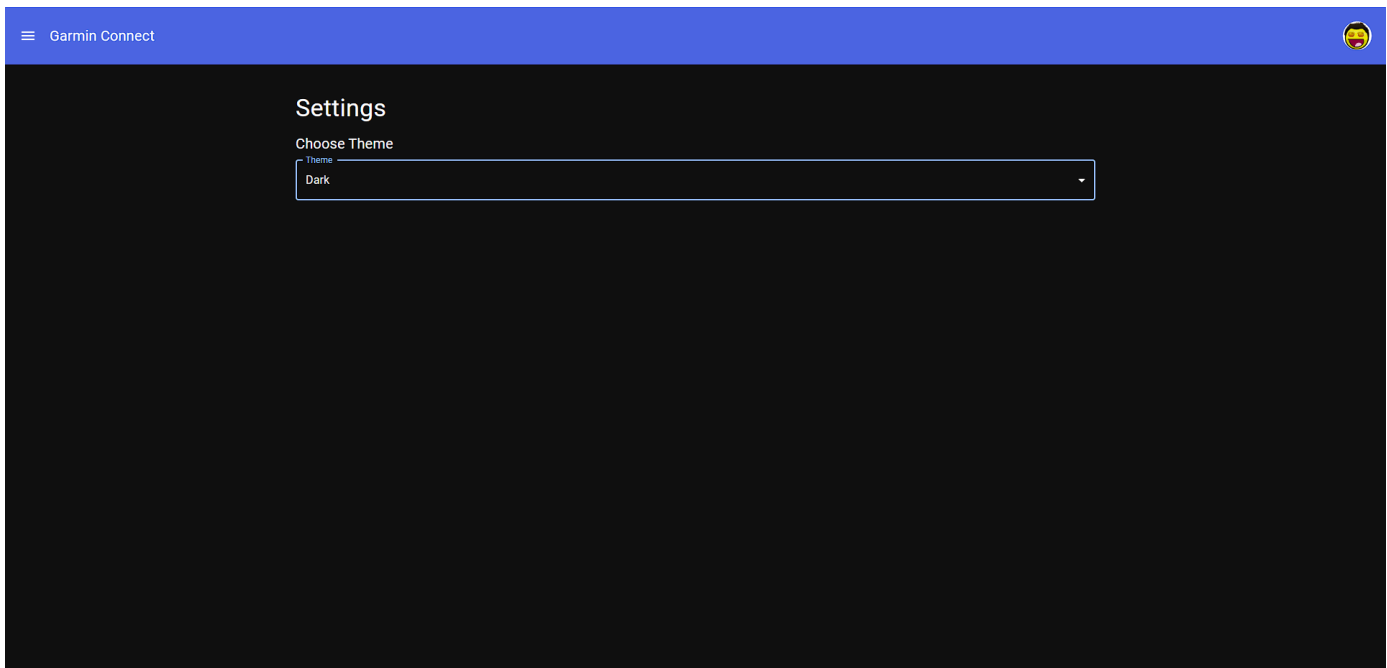 Garmin Connect
Settings
Choose Theme
Theme
Dark